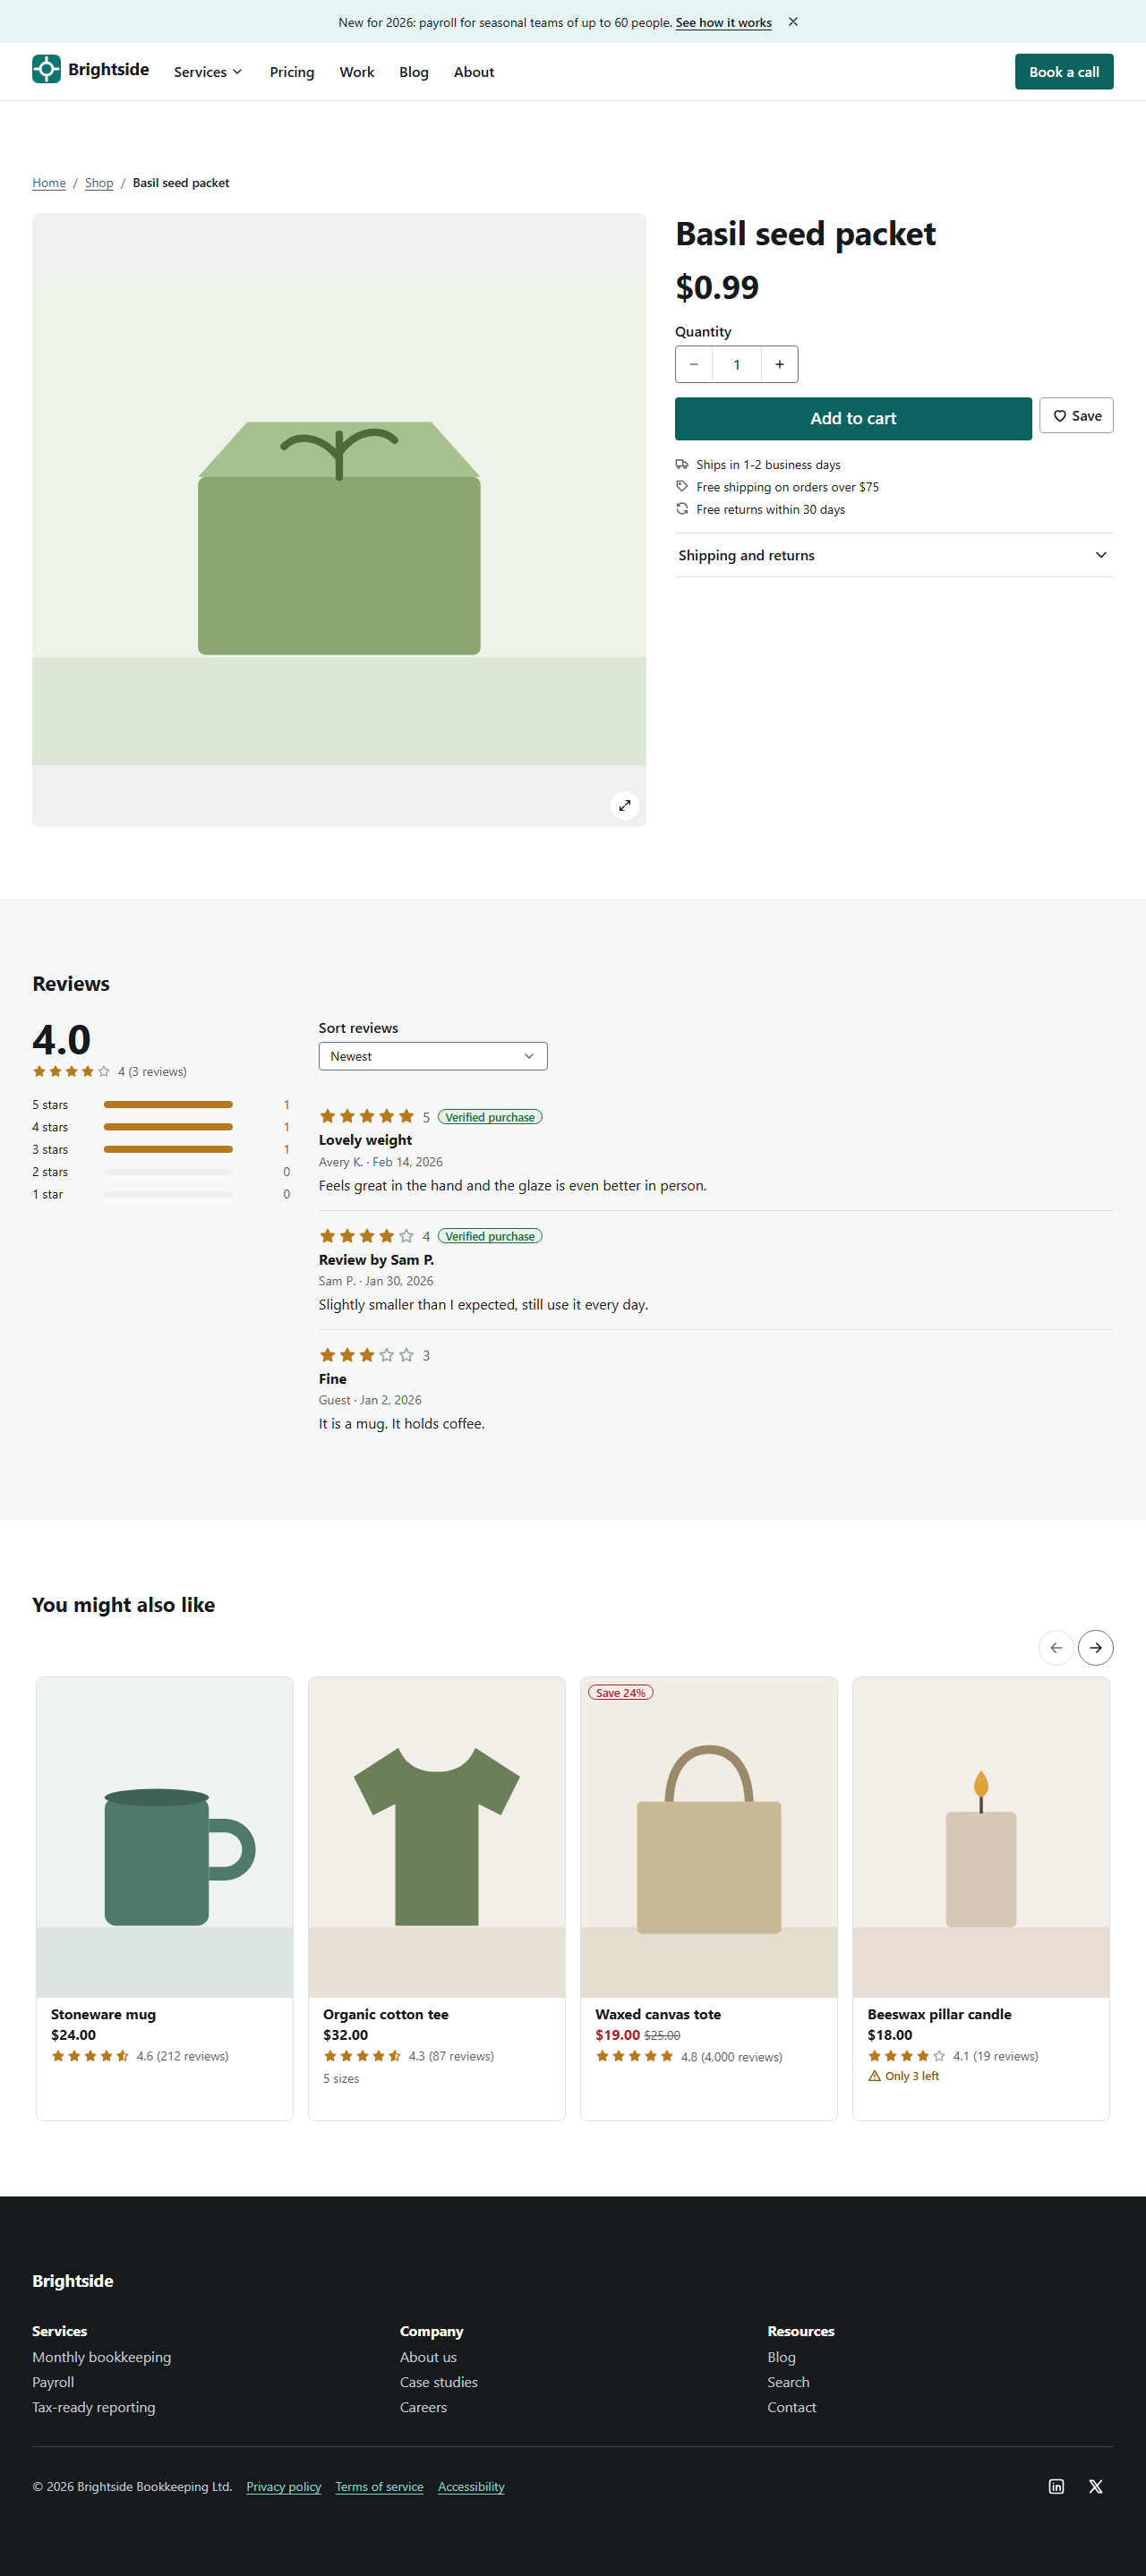 New for 2026: payroll for seasonal teams of up to 60 people. See how it works
Brightside
Services
Pricing
Work
Blog
About
Book a call
Home / Shop / Basil seed packet
Basil seed packet
$0.99
Quantity
− 1 +
Add to cart
Save
Ships in 1-2 business days
Free shipping on orders over $75
Free returns within 30 days
Shipping and returns
Reviews
4.0
4 (3 reviews)
5 stars 1
4 stars 1
3 stars 1
2 stars 0
1 star 0
Sort reviews
Newest
5 Verified purchase
Lovely weight
Avery K. · Feb 14, 2026
Feels great in the hand and the glaze is even better in person.
4 Verified purchase
Review by Sam P.
Sam P. · Jan 30, 2026
Slightly smaller than I expected, still use it every day.
3
Fine
Guest · Jan 2, 2026
It is a mug. It holds coffee.
You might also like
Stoneware mug
$24.00
4.6 (212 reviews)
Organic cotton tee
$32.00
4.3 (87 reviews)
5 sizes
Save 24%
Waxed canvas tote
$19.00 $25.00
4.8 (4,000 reviews)
Beeswax pillar candle
$18.00
4.1 (19 reviews)
Only 3 left
Brightside
Services
Monthly bookkeeping
Payroll
Tax-ready reporting
Company
About us
Case studies
Careers
Resources
Blog
Search
Contact
© 2026 Brightside Bookkeeping Ltd. Privacy policy Terms of service Accessibility